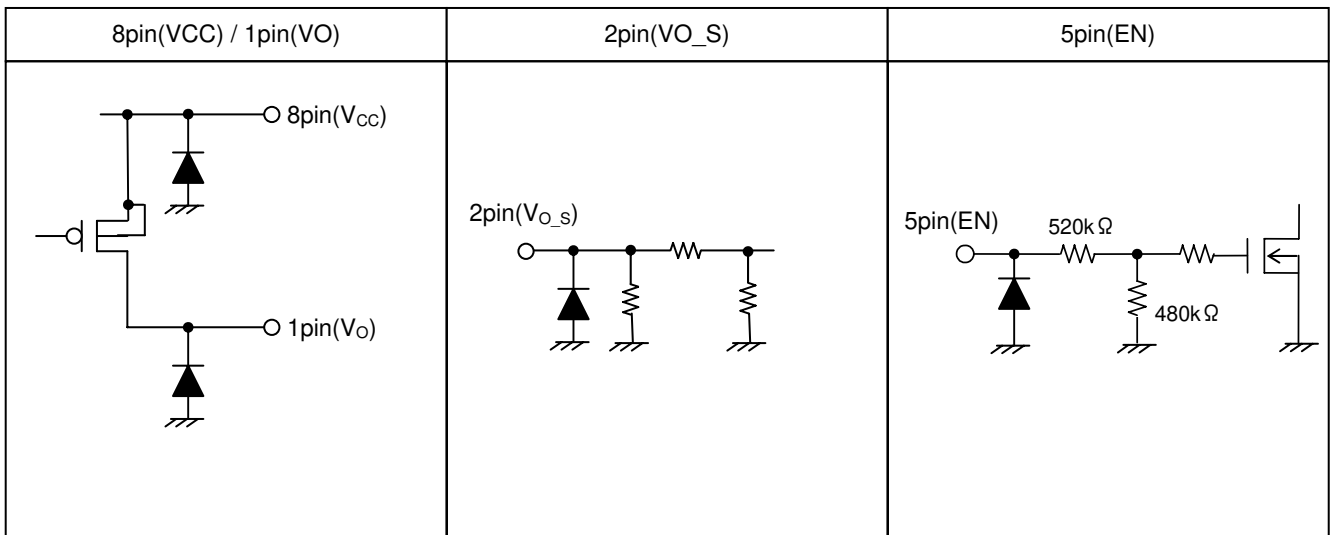 8pin(VCC) / 1pin(VO)
2pin(VO_S)
5pin(EN)
8pin(VCC)
1pin(VO)
2pin(VO_S)
5pin(EN)
520kΩ
480kΩ